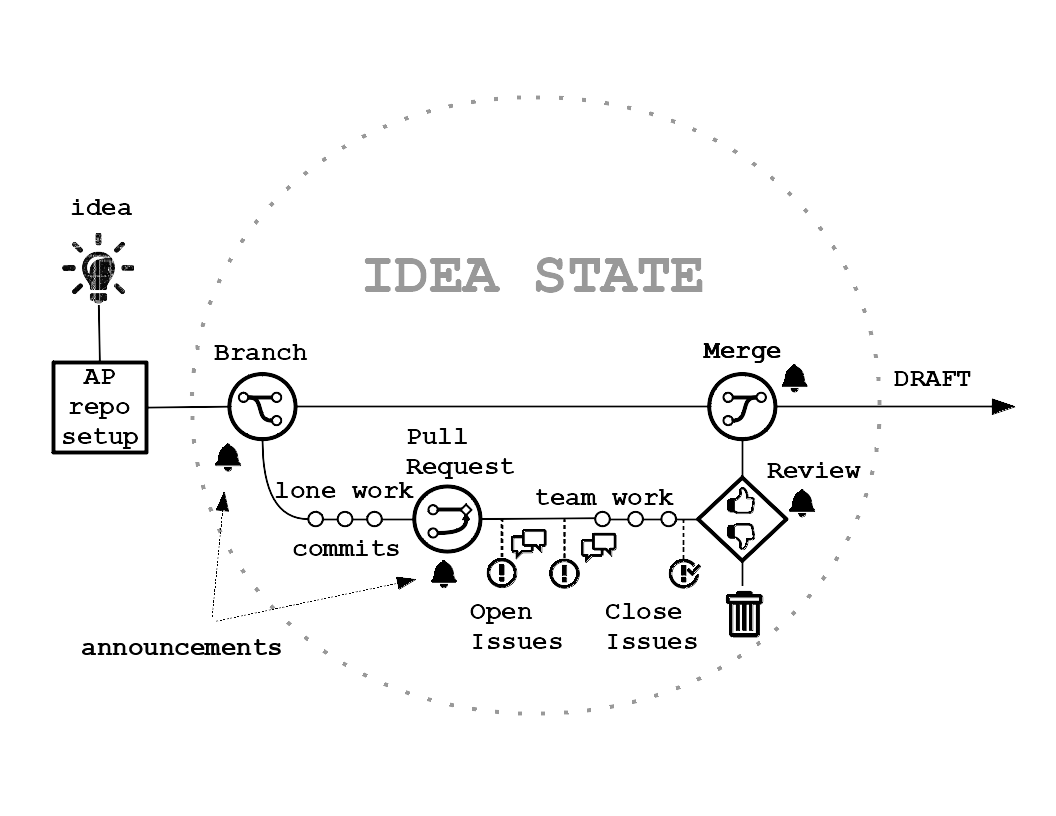 idea
IDEA STATE
Branch
Merge
AP
repo
setup
DRAFT
Pull
Request
Review
lone work
team work
commits
Open
Issues
Close
Issues
announcements